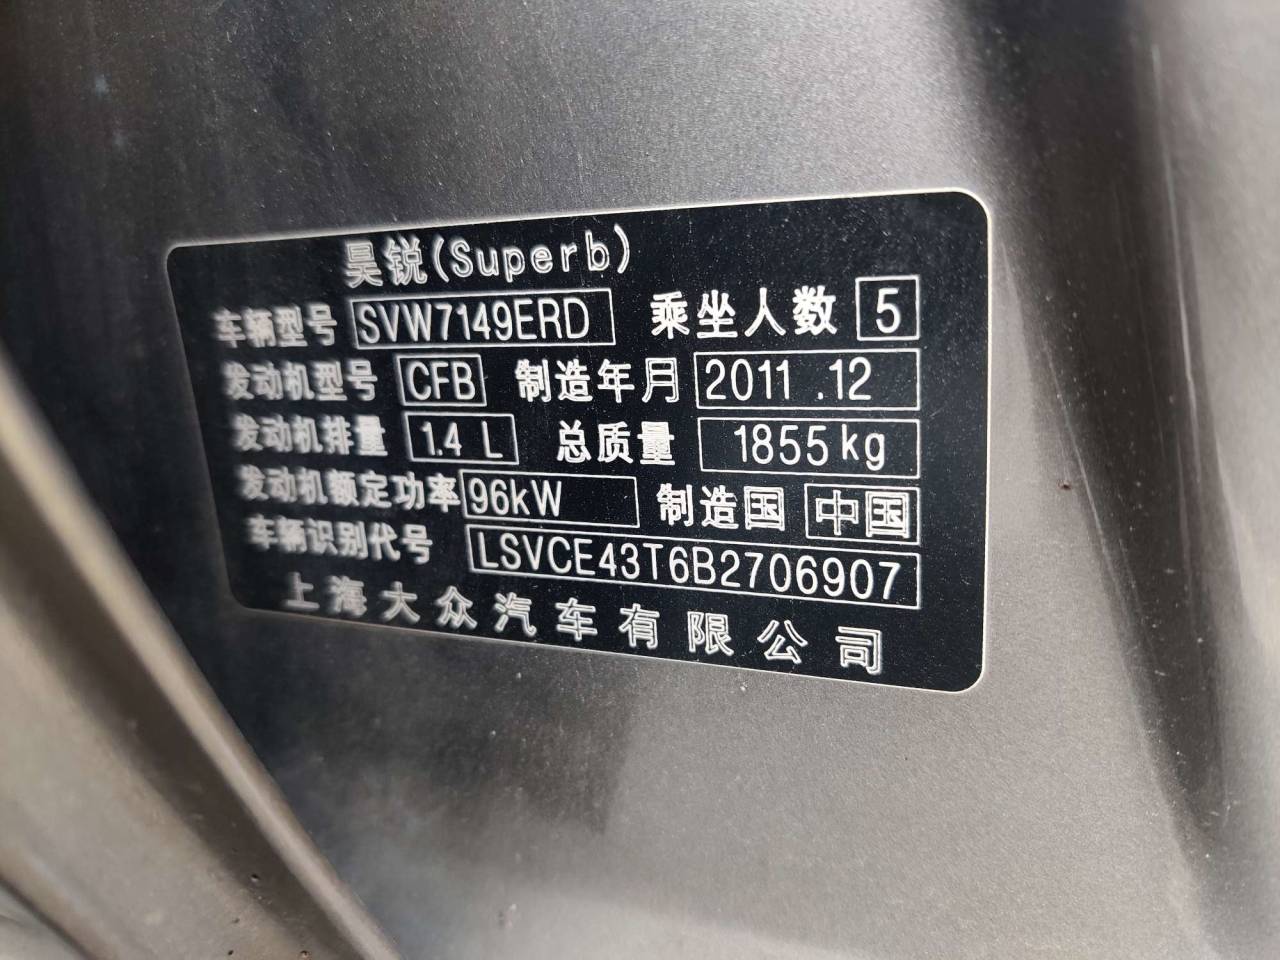 昊锐(Superb)
车辆型号 SVW7149ERD 乘坐人数 5
发动机型号 CFB 制造年月 2011.12
发动机排量 1.4 L 总质量 1855kg
发动机额定功率 96kW 制造国 中国
车辆识别代号 LSVCE43T6B2706907
上海大众汽车有限公司